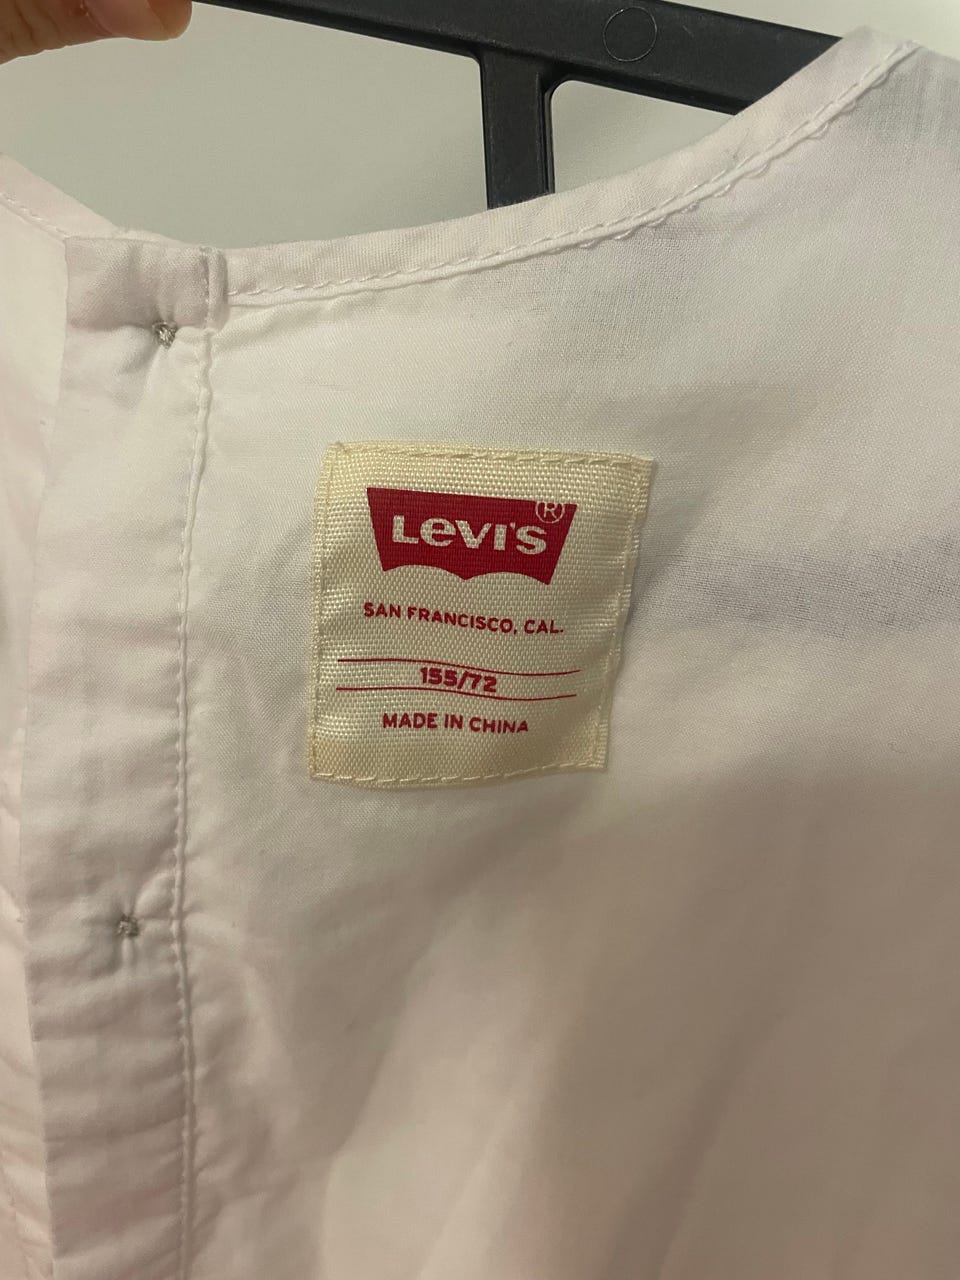 Levi's®
SAN FRANCISCO, CAL.
155/72
MADE IN CHINA